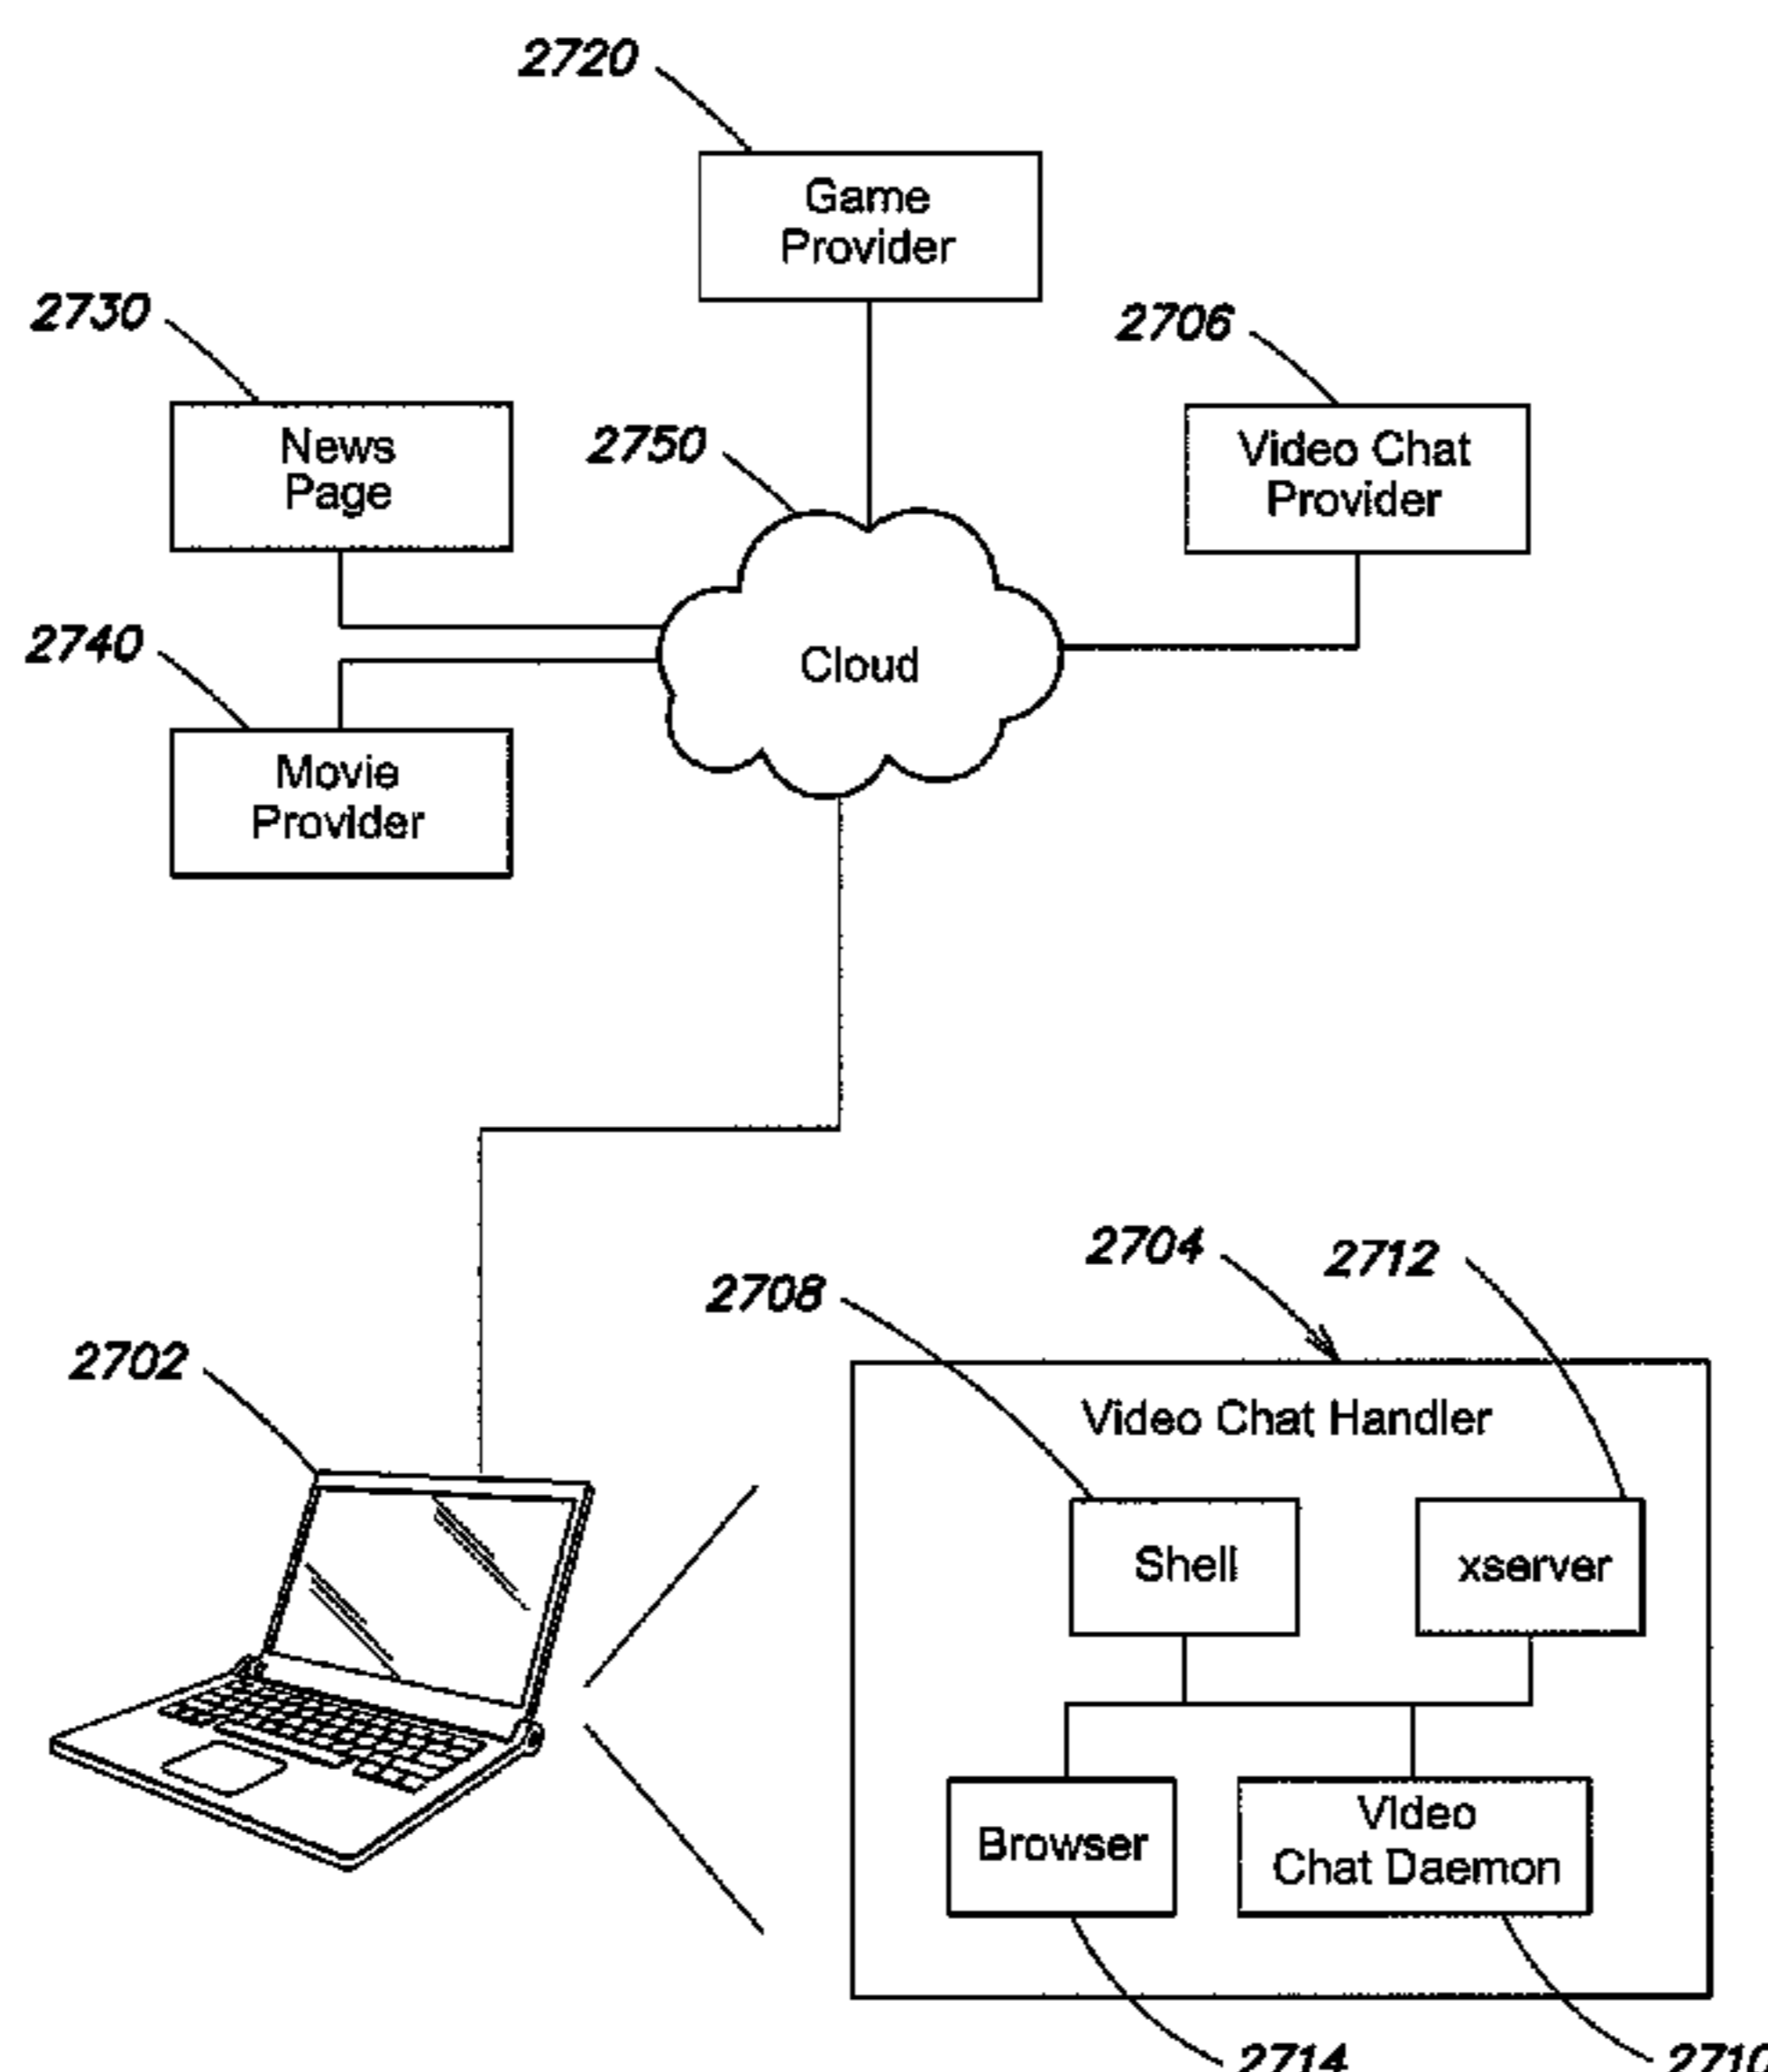 2720
Game
Provider
2730
2706
News
Page
2750
Video Chat
Provider
2740
Cloud
Movie
Provider
2704
2712
2708
2702
Video Chat Handler
Shell
xserver
Browser
Video
Chat Daemon
2714
2710